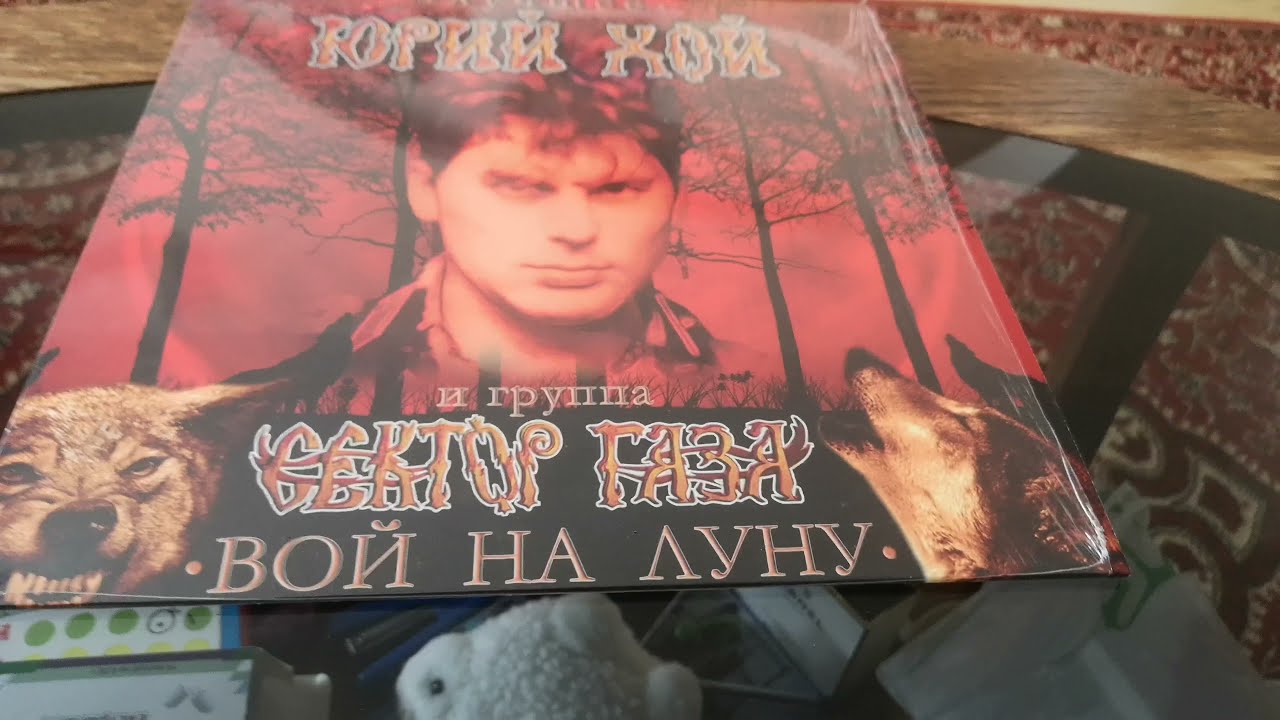 ЮРИЙ ХОЙ
и группа
СЕКТОР ГАЗА
· ВОЙ НА ЛУНУ ·